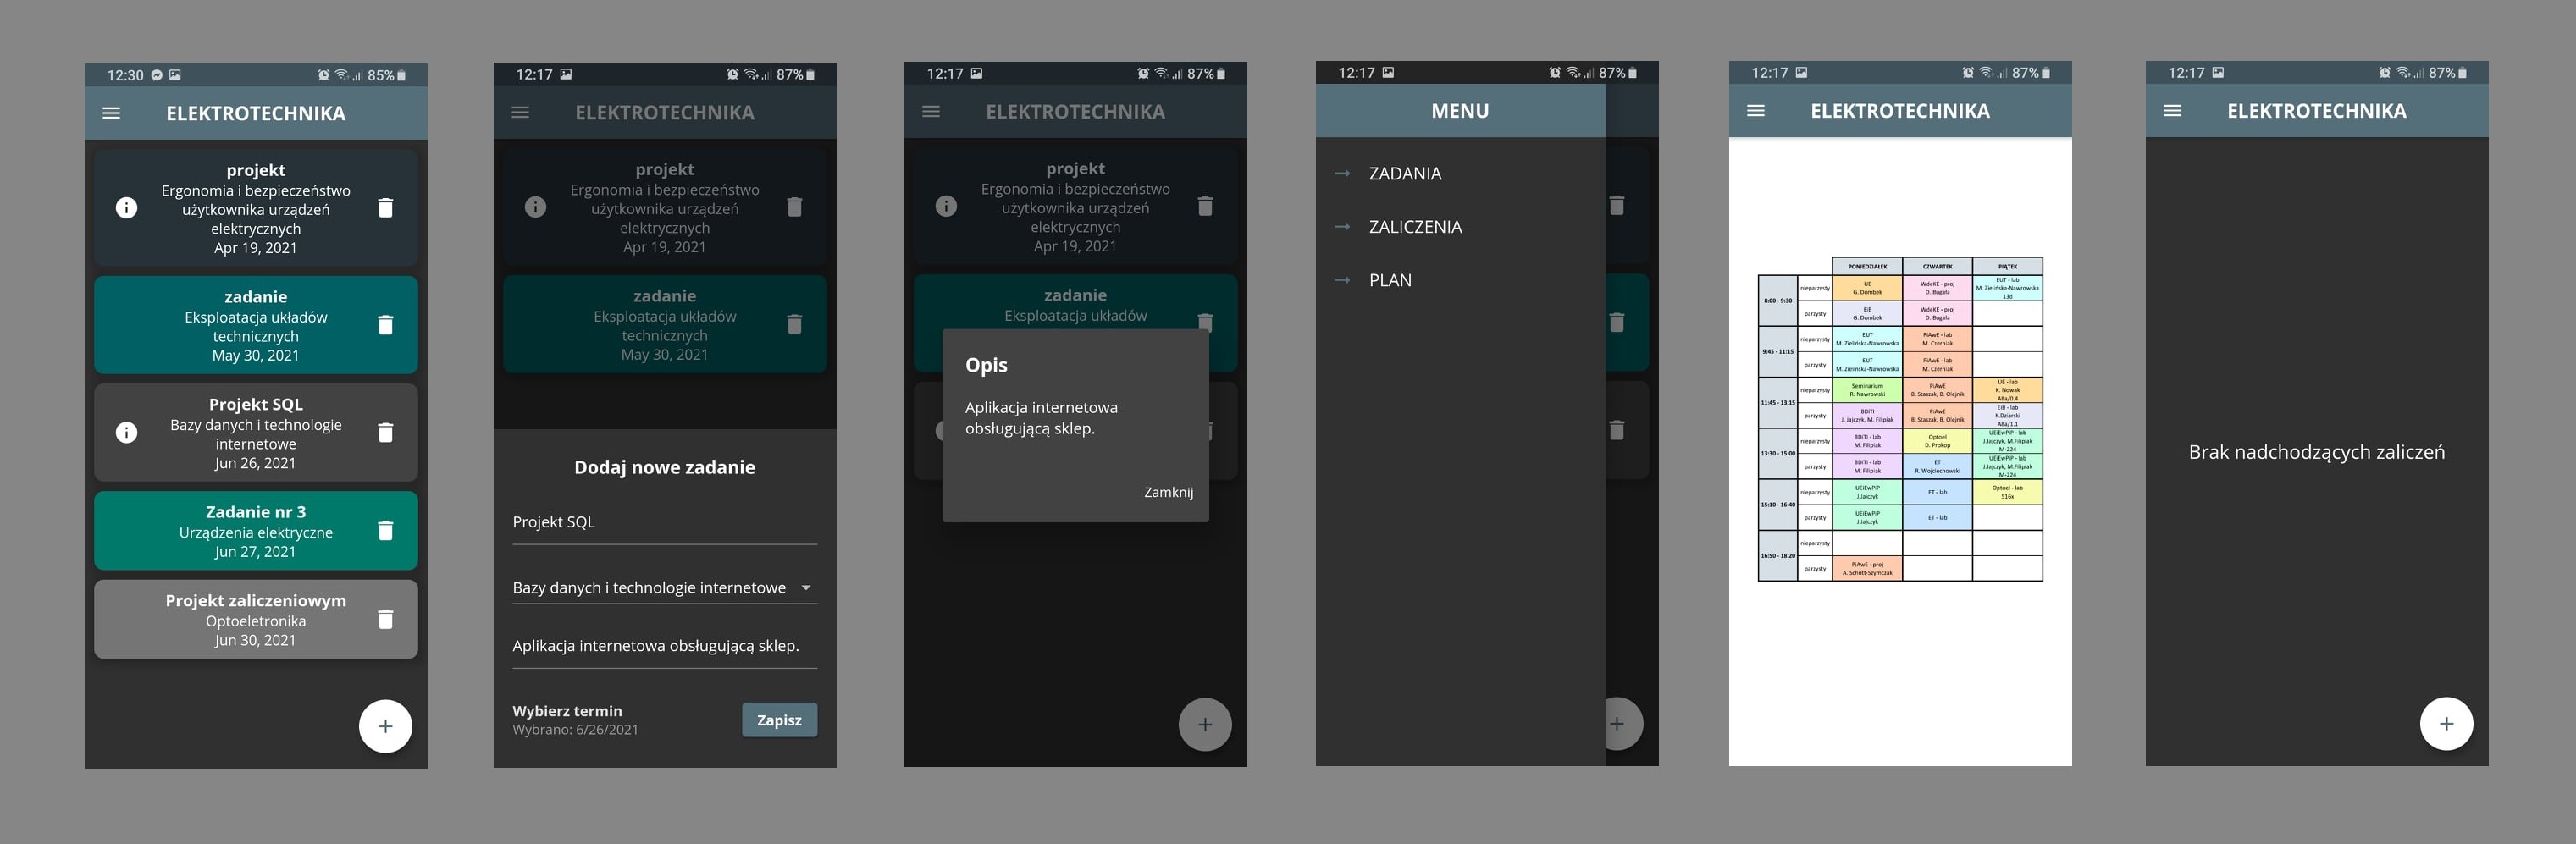 12:30
85%
ELEKTROTECHNIKA
projekt
Ergonomia i bezpieczeństwo
użytkownika urządzeń
elektrycznych
Apr 19, 2021
zadanie
Eksploatacja układów
technicznych
May 30, 2021
Projekt SQL
Bazy danych i technologie
internetowe
Jun 26, 2021
Zadanie nr 3
Urządzenia elektryczne
Jun 27, 2021
Projekt zaliczeniowym
Optoeletronika
Jun 30, 2021
+
12:17
87%
ELEKTROTECHNIKA
projekt
Ergonomia i bezpieczeństwo
użytkownika urządzeń
elektrycznych
Apr 19, 2021
zadanie
Eksploatacja układów
technicznych
May 30, 2021
Dodaj nowe zadanie
Projekt SQL
Bazy danych i technologie internetowe
Aplikacja internetowa obsługującą sklep.
Wybierz termin
Wybrano: 6/26/2021
Zapisz
12:17
87%
ELEKTROTECHNIKA
projekt
Ergonomia i bezpieczeństwo
użytkownika urządzeń
elektrycznych
Apr 19, 2021
zadanie
Eksploatacja układów
Opis
Aplikacja internetowa
obsługującą sklep.
Zamknij
+
12:17
87%
MENU
→ ZADANIA
→ ZALICZENIA
→ PLAN
+
12:17
87%
ELEKTROTECHNIKA
PONIEDZIAŁEK CZWARTEK PIĄTEK
8:00 - 9:30
nieparzysty
UE
G. Dombek
WdeKE - proj
D. Bugała
EUT - lab
M. Zielińska-Nawrowska
13d
parzysty
EiB
G. Dombek
WdeKE - proj
D. Bugała
9:45 - 11:15
nieparzysty
EUT
M. Zielińska-Nawrowska
PiAwE - lab
M. Czerniak
parzysty
EUT
M. Zielińska-Nawrowska
PiAwE - lab
M. Czerniak
11:45 - 13:15
nieparzysty
Seminarium
R. Nawrowski
PiAwE
B. Staszak, B. Olejnik
UE - lab
K. Nowak
A8a/0.4
parzysty
BDiTI
J. Jajczyk, M. Filipiak
PiAwE
B. Staszak, B. Olejnik
EiB - lab
K.Dziarski
A8a/1.1
13:30 - 15:00
nieparzysty
BDiTi - lab
M. Filipiak
Optoel
D. Prokop
UEiEwPiP - lab
J.Jajczyk, M.Filipiak
M-224
parzysty
BDiTi - lab
M. Filipiak
ET
R. Wojciechowski
UEiEwPiP - lab
J.Jajczyk, M.Filipiak
M-224
15:10 - 16:40
nieparzysty
UEiEwPiP
J.Jajczyk
ET - lab
Optoel - lab
516x
parzysty
UEiEwPiP
J.Jajczyk
ET - lab
16:50 - 18:20
nieparzysty
parzysty
PiAwE - proj
A. Schott-Szymczak
12:17
87%
ELEKTROTECHNIKA
Brak nadchodzących zaliczeń
+